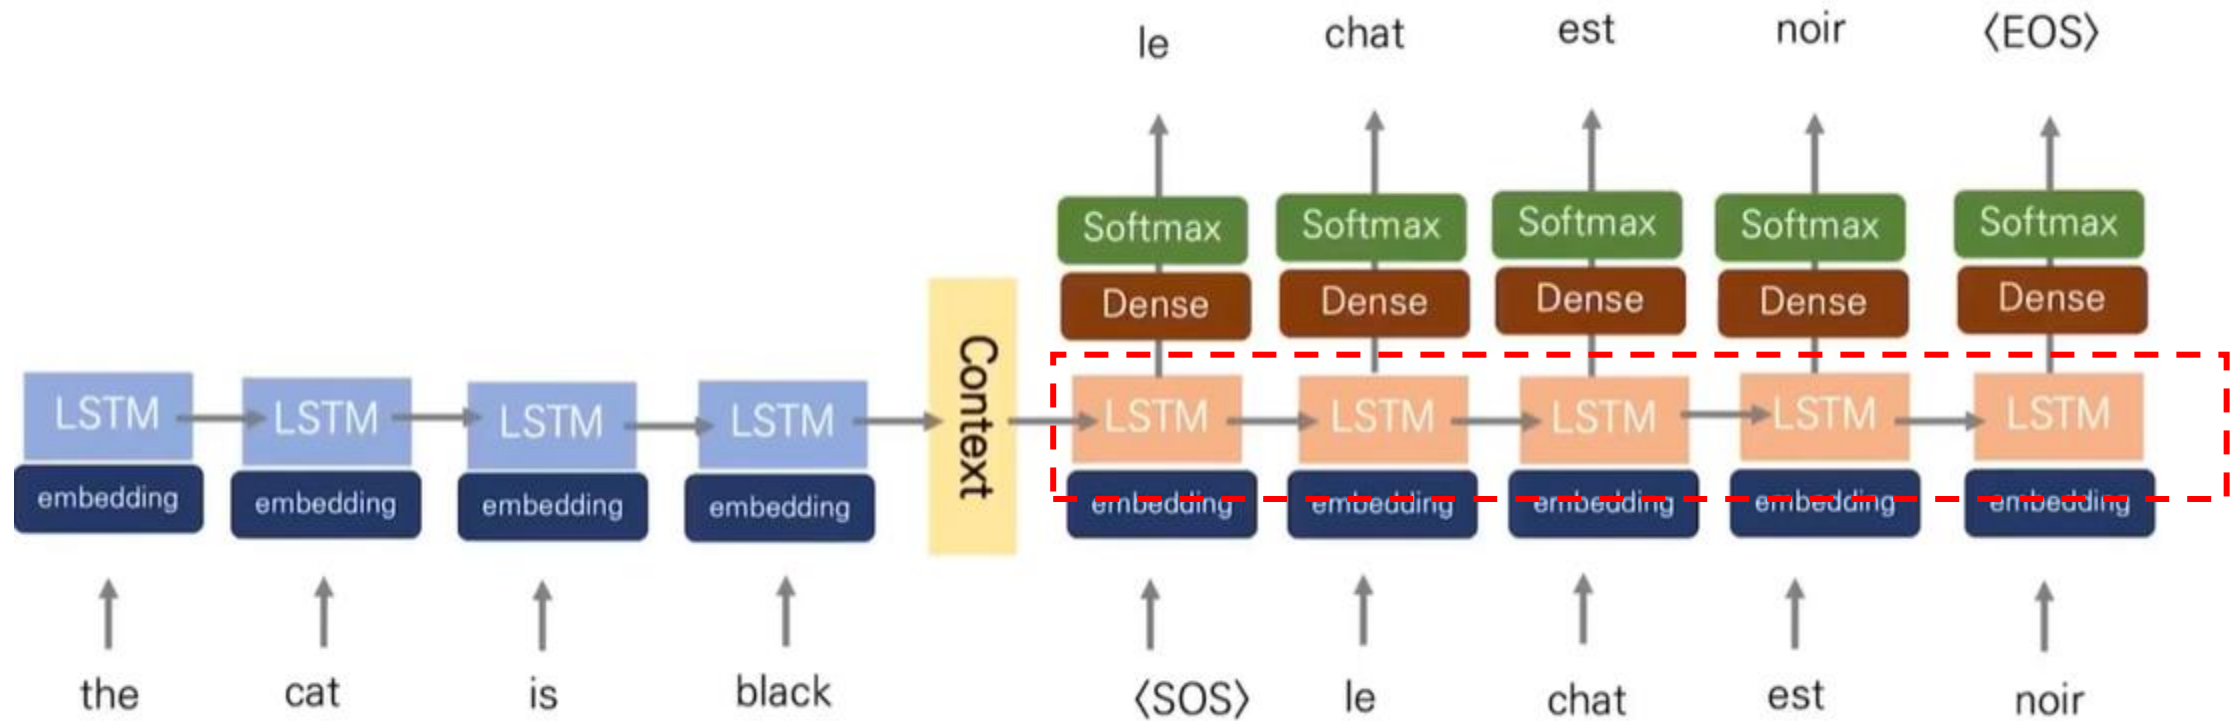 le chat est noir 〈EOS〉
Softmax Softmax Softmax Softmax Softmax
Dense Dense Dense Dense Dense
Context
LSTM LSTM LSTM LSTM LSTM LSTM LSTM LSTM LSTM
embedding embedding embedding embedding embedding embedding embedding embedding embedding
the cat is black 〈SOS〉 le chat est noir